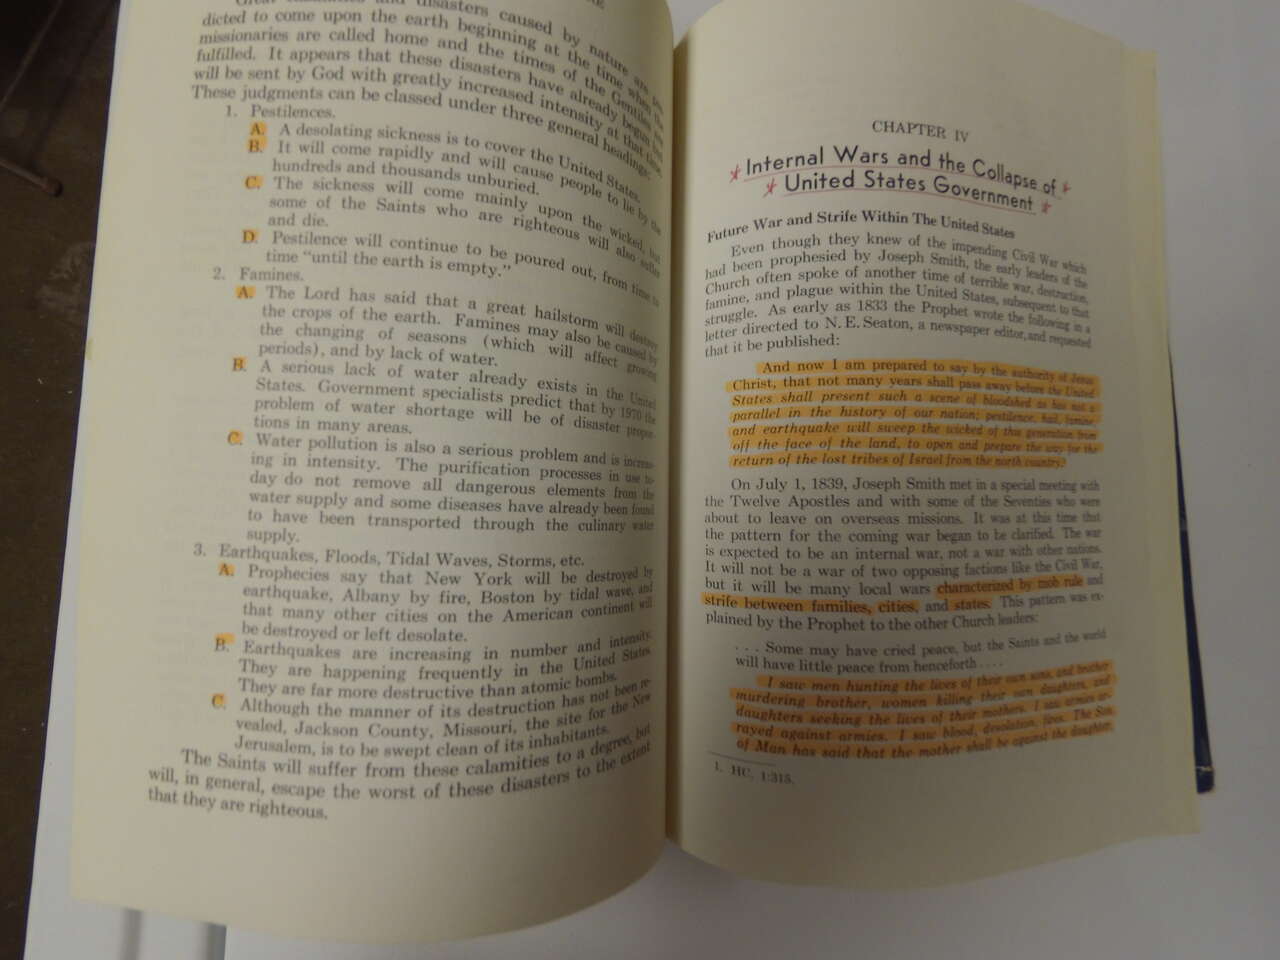 Great calamities and disasters caused by nature are pre-
dicted to come upon the earth beginning at the time when the
missionaries are called home and the times of the Gentiles are
fulfilled. It appears that these disasters have already begun but
will be sent by God with greatly increased intensity at that time.
These judgments can be classed under three general headings:
1. Pestilences.
A. A desolating sickness is to cover the United States.
B. It will come rapidly and will cause people to lie by the
hundreds and thousands unburied.
C. The sickness will come mainly upon the wicked, but
some of the Saints who are righteous will also suffer
and die.
D. Pestilence will continue to be poured out, from time to
time "until the earth is empty."
2. Famines.
A. The Lord has said that a great hailstorm will destroy
the crops of the earth. Famines may also be caused by
the changing of seasons (which will affect growing
periods), and by lack of water.
B. A serious lack of water already exists in the United
States. Government specialists predict that by 1970 the
problem of water shortage will be of disaster propor-
tions in many areas.
C. Water pollution is also a serious problem and is increas-
ing in intensity. The purification processes in use to-
day do not remove all dangerous elements from the
water supply and some diseases have already been found
to have been transported through the culinary water
supply.
3. Earthquakes, Floods, Tidal Waves, Storms, etc.
A. Prophecies say that New York will be destroyed by
earthquake, Albany by fire, Boston by tidal wave, and
that many other cities on the American continent will
be destroyed or left desolate.
B. Earthquakes are increasing in number and intensity.
They are happening frequently in the United States.
They are far more destructive than atomic bombs.
C. Although the manner of its destruction has not been re-
vealed, Jackson County, Missouri, the site for the New
Jerusalem, is to be swept clean of its inhabitants.
The Saints will suffer from these calamities to a degree, but
will, in general, escape the worst of these disasters to the extent
that they are righteous.
CHAPTER IV
Internal Wars and the Collapse of
United States Government
Future War and Strife Within The United States
Even though they knew of the impending Civil War which
had been prophesied by Joseph Smith, the early leaders of the
Church often spoke of another time of terrible war, destruction,
famine, and plague within the United States, subsequent to that
struggle. As early as 1833 the Prophet wrote the following in a
letter directed to N. E. Seaton, a newspaper editor, and requested
that it be published:
And now I am prepared to say by the authority of Jesus
Christ, that not many years shall pass away before the United
States shall present such a scene of bloodshed as has not a
parallel in the history of our nation; pestilence, hail, famine,
and earthquake will sweep the wicked of this generation from
off the face of the land, to open and prepare the way for the
return of the lost tribes of Israel from the north country.¹
On July 1, 1839, Joseph Smith met in a special meeting with
the Twelve Apostles and with some of the Seventies who were
about to leave on overseas missions. It was at this time that
the pattern for the coming war began to be clarified. The war
is expected to be an internal war, not a war with other nations.
It will not be a war of two opposing factions like the Civil War,
but it will be many local wars characterized by mob rule and
strife between families, cities, and states. This pattern was ex-
plained by the Prophet to the other Church leaders:
. . . Some may have cried peace, but the Saints and the world
will have little peace from henceforth . . . .
I saw men hunting the lives of their own sons, and brother
murdering brother, women killing their own daughters, and
daughters seeking the lives of their mothers. I saw armies ar-
rayed against armies. I saw blood, desolation, fires. The Son
of Man has said that the mother shall be against the daughter,
1. HC, 1:315.